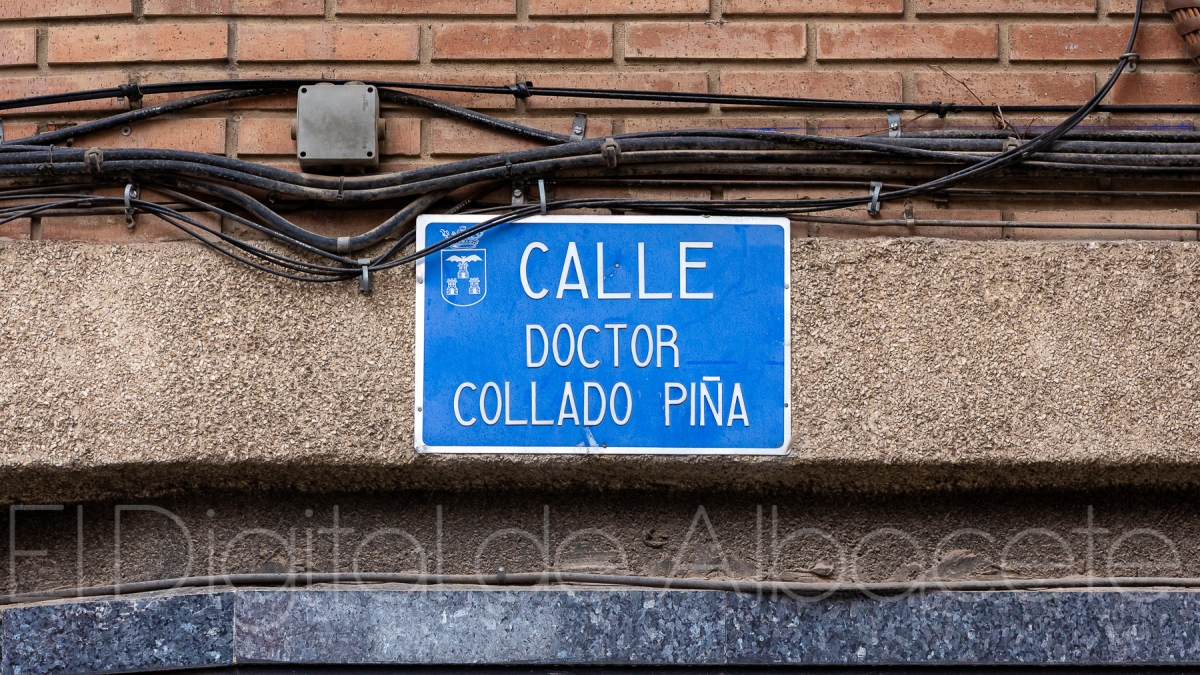 CALLE
DOCTOR
COLLADO PIÑA
El Digital de Albacete